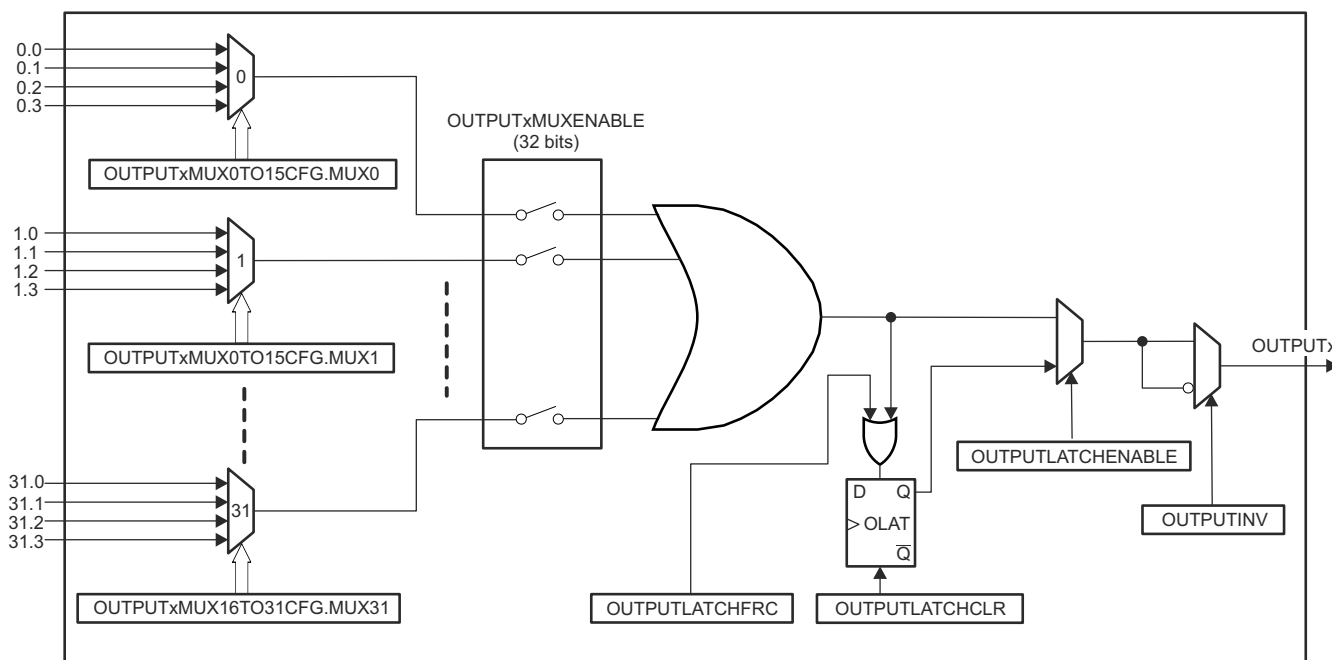 0.0
0.1
0.2
0.3
0
OUTPUTxMUX0TO15CFG.MUX0
OUTPUTxMUXENABLE
(32 bits)
1.0
1.1
1.2
1.3
1
OUTPUTxMUX0TO15CFG.MUX1
31.0
31.1
31.2
31.3
31
OUTPUTxMUX16TO31CFG.MUX31
D Q
OLAT
Q̅
OUTPUTLATCHFRC
OUTPUTLATCHCLR
OUTPUTLATCHENABLE
OUTPUTINV
OUTPUTx